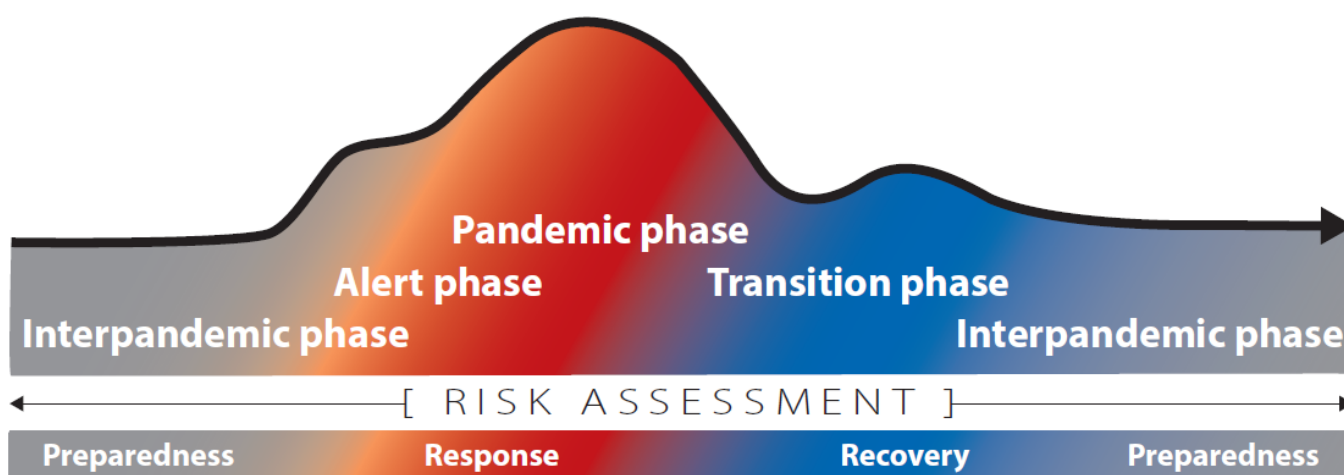 Pandemic phase
Alert phase
Transition phase
Interpandemic phase
Interpandemic phase
[ RISK ASSESSMENT ]
Preparedness
Response
Recovery
Preparedness